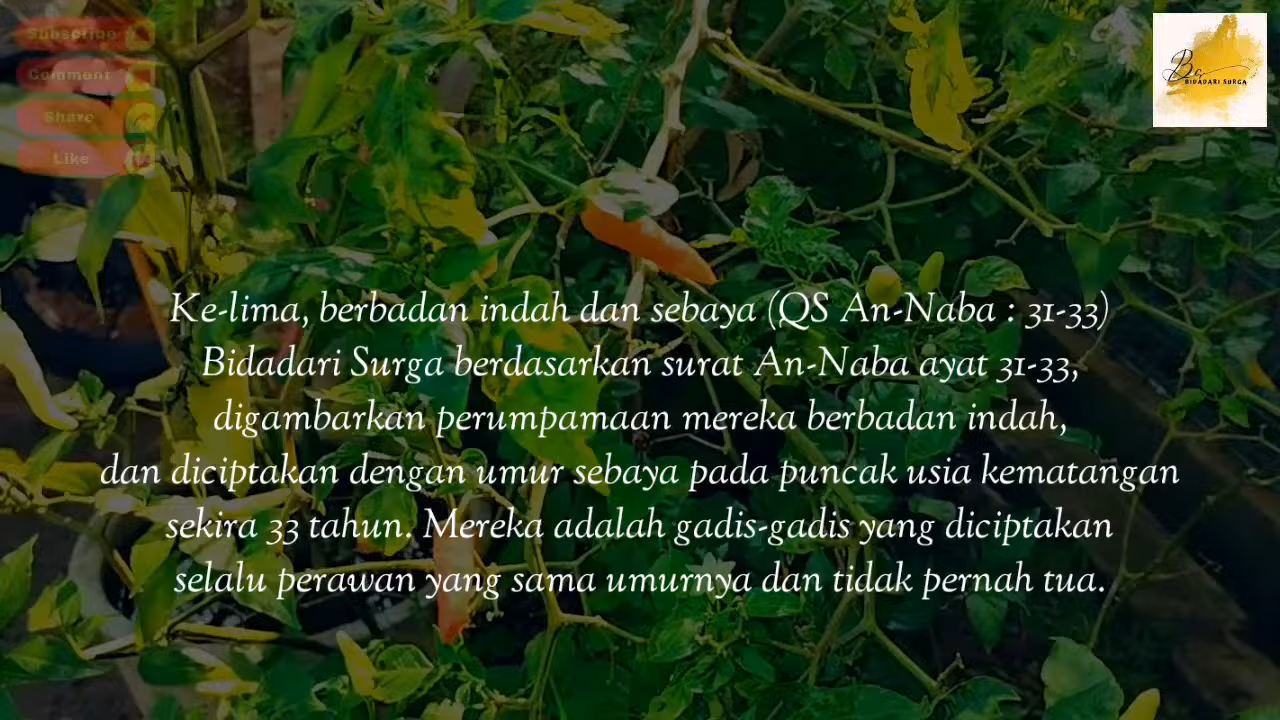 Subscribe
Comment
Share
Like
Bs
BIDADARI SURGA
Ke-lima, berbadan indah dan sebaya (QS An-Naba : 31-33)
Bidadari Surga berdasarkan surat An-Naba ayat 31-33,
digambarkan perumpamaan mereka berbadan indah,
dan diciptakan dengan umur sebaya pada puncak usia kematangan
sekira 33 tahun. Mereka adalah gadis-gadis yang diciptakan
selalu perawan yang sama umurnya dan tidak pernah tua.